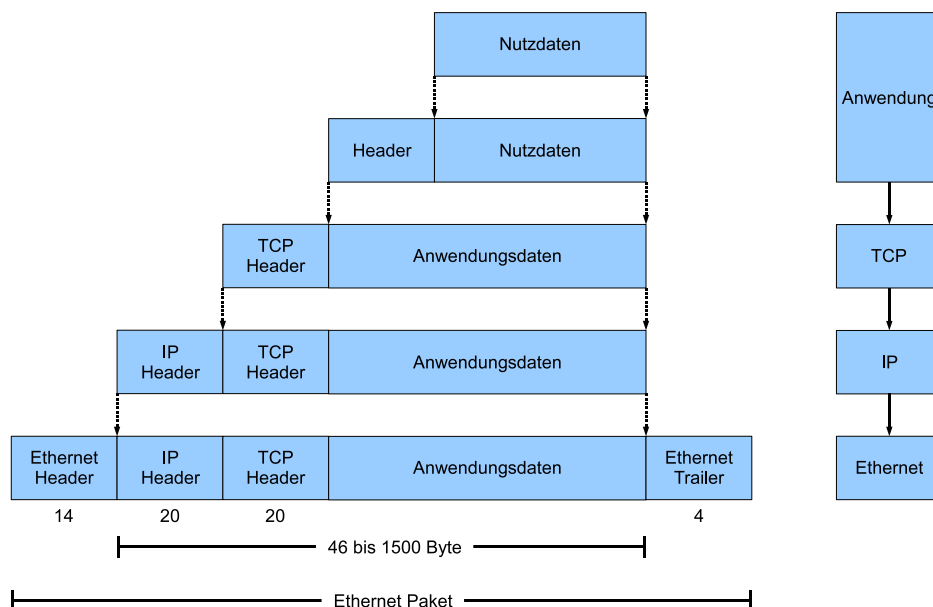 Nutzdaten
Header
Nutzdaten
TCP
Header
Anwendungsdaten
IP
Header
TCP
Header
Anwendungsdaten
Ethernet
Header
IP
Header
TCP
Header
Anwendungsdaten
Ethernet
Trailer
14
20
20
4
46 bis 1500 Byte
Ethernet Paket
Anwendung
TCP
IP
Ethernet